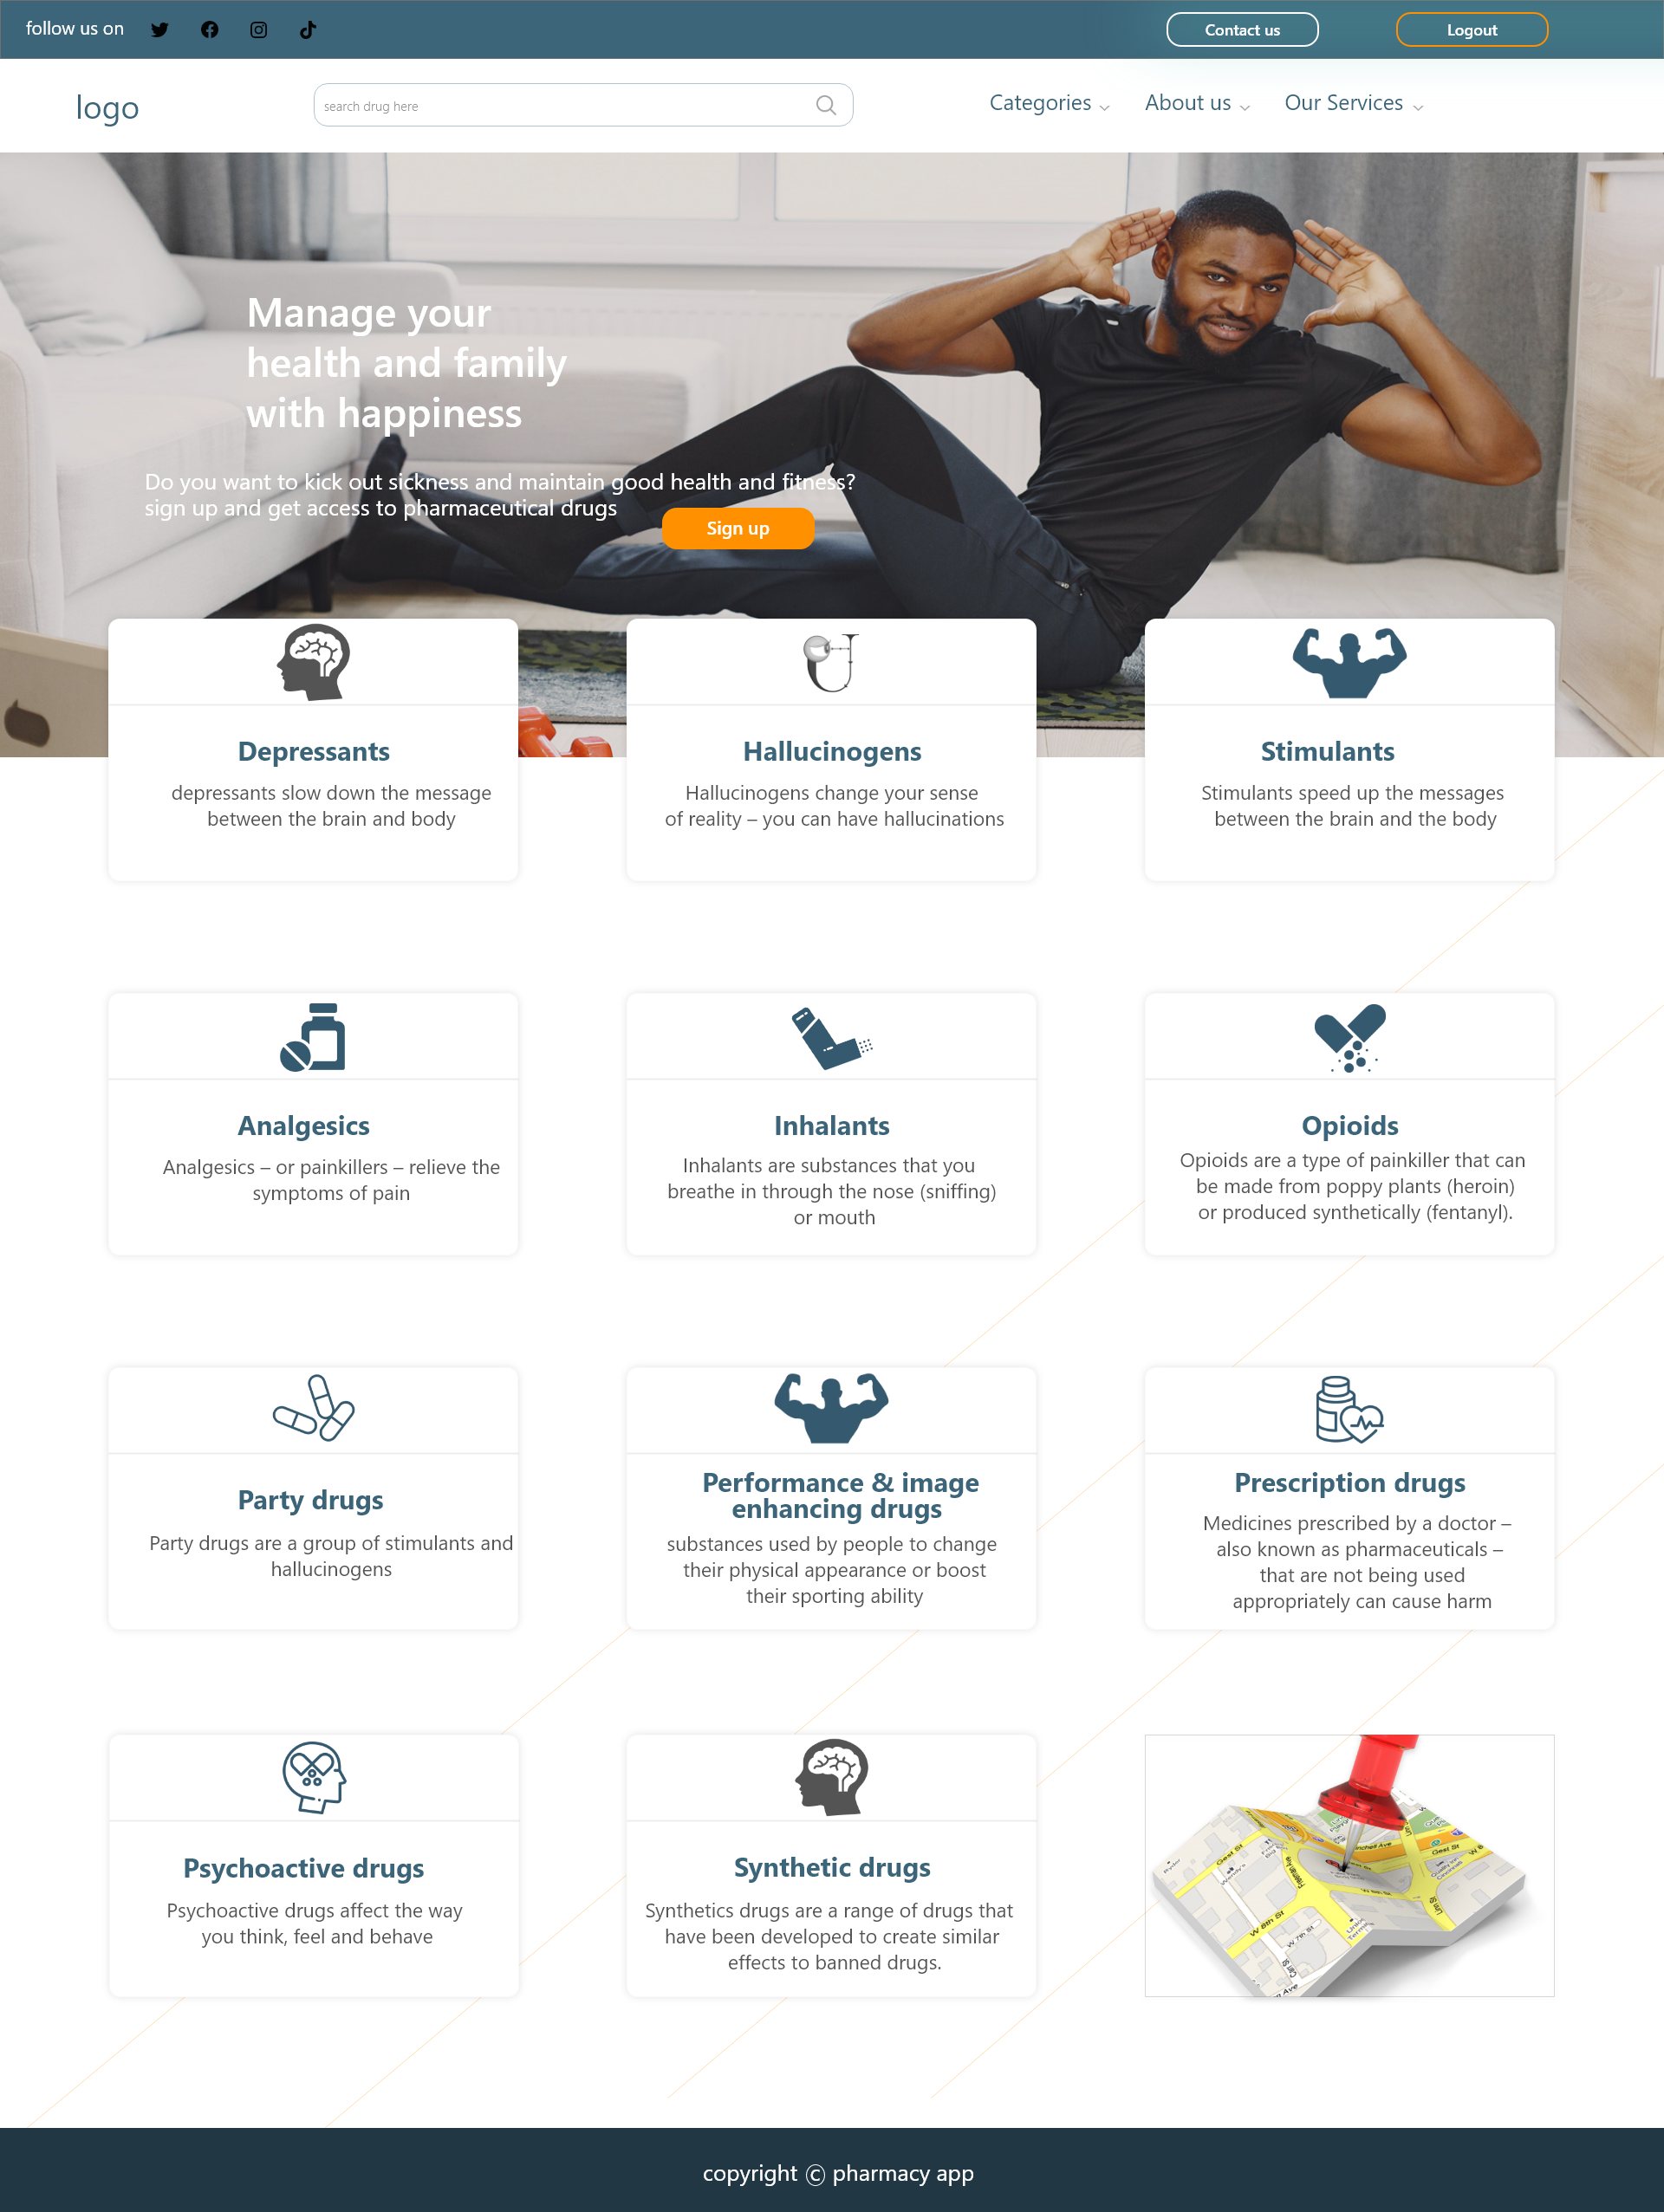 follow us on
Contact us
Logout
logo
search drug here
Categories
About us
Our Services
Manage your
health and family
with happiness
Do you want to kick out sickness and maintain good health and fitness?
sign up and get access to pharmaceutical drugs
Sign up
Depressants
depressants slow down the message
between the brain and body
Hallucinogens
Hallucinogens change your sense
of reality – you can have hallucinations
Stimulants
Stimulants speed up the messages
between the brain and the body
Analgesics
Analgesics – or painkillers – relieve the
symptoms of pain
Inhalants
Inhalants are substances that you
breathe in through the nose (sniffing)
or mouth
Opioids
Opioids are a type of painkiller that can
be made from poppy plants (heroin)
or produced synthetically (fentanyl).
Party drugs
Party drugs are a group of stimulants and
hallucinogens
Performance & image
enhancing drugs
substances used by people to change
their physical appearance or boost
their sporting ability
Prescription drugs
Medicines prescribed by a doctor –
also known as pharmaceuticals –
that are not being used
appropriately can cause harm
Psychoactive drugs
Psychoactive drugs affect the way
you think, feel and behave
Synthetic drugs
Synthetics drugs are a range of drugs that
have been developed to create similar
effects to banned drugs.
Gest St
Gest St
Freeman Ave
W 8th St
W 7th St
copyright © pharmacy app